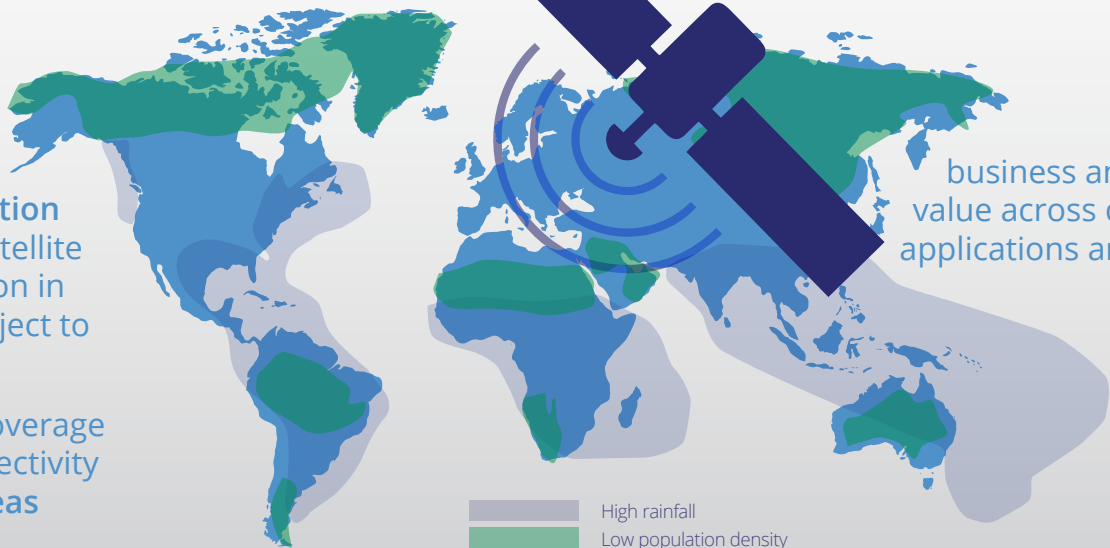 tion
tellite
on in
ject to
overage
ectivity
eas
business an
value across
applications ar
High rainfall
Low population density